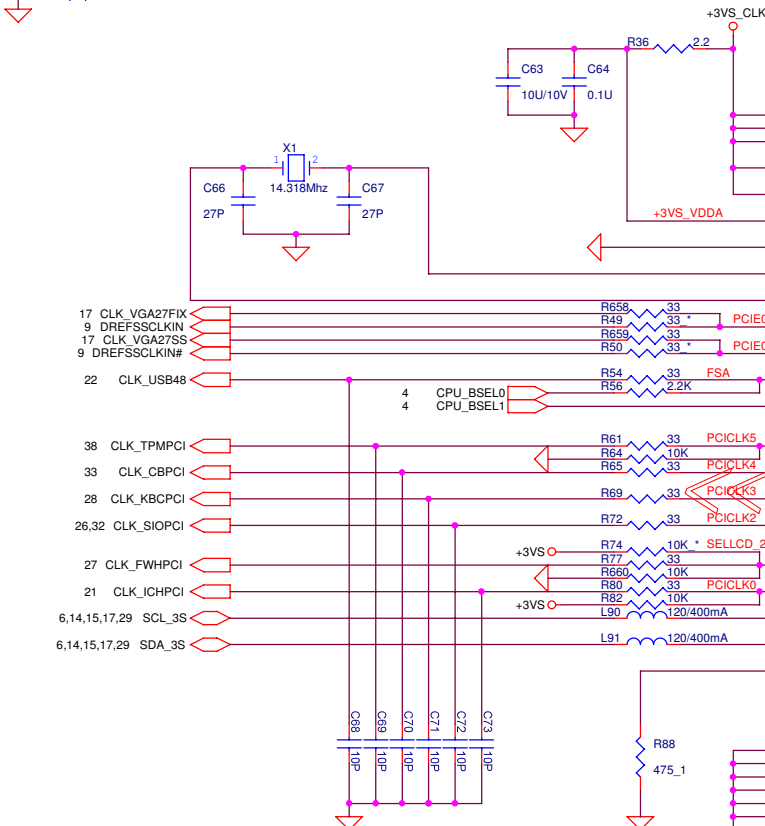 +3VS_CLK
R36 2.2
C63 C64
10U/10V 0.1U
X1
1 2
C66 14.318Mhz C67
27P 27P
+3VS_VDDA
17 CLK_VGA27FIX R658 33
9 DREFSSCLKIN R49 33_* PCIE0
17 CLK_VGA27SS R659 33
9 DREFSSCLKIN# R50 33_* PCIE0
22 CLK_USB48 R54 33 FSA
4 CPU_BSEL0 R56 2.2K
4 CPU_BSEL1
38 CLK_TPMPCI R61 33 PCICLK5
R64 10K
33 CLK_CBPCI R65 33 PCICLK4
28 CLK_KBCPCI R69 33 PCICLK3
26,32 CLK_SIOPCI R72 33 PCICLK2
+3VS R74 10K_* SELLCD_2
27 CLK_FWHPCI R77 33
R660 10K
21 CLK_ICHPCI R80 33 PCICLK0
+3VS R82 10K
6,14,15,17,29 SCL_3S L90 120/400mA
6,14,15,17,29 SDA_3S L91 120/400mA
C68 C69 C70 C71 C72 C73
10P 10P 10P 10P 10P 10P
R88
475_1